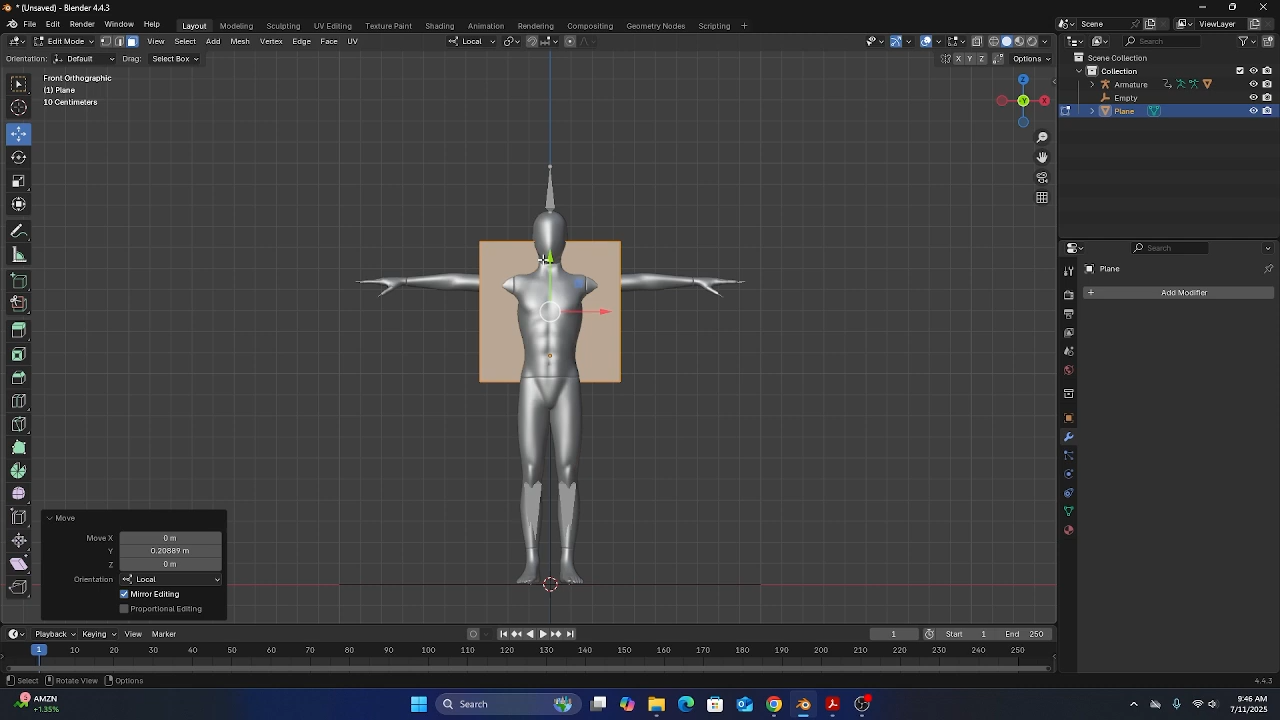 * (Unsaved) - Blender 4.4.3
File Edit Render Window Help Layout Modeling Sculpting UV Editing Texture Paint Shading Animation Rendering Compositing Geometry Nodes Scripting + Scene ViewLayer
Edit Mode View Select Add Mesh Vertex Edges Face UV Local Search
Orientation: Default Drag: Select Box X Y Z Options
Scene Collection
Front Orthographic
(1) Plane
10 Centimeters
Collection
Armature
Empty
Plane
Z
Y
X
Search
Plane
+ Add Modifier
Move
Move X 0 m
Y 0.20889 m
Z 0 m
Orientation Local
Mirror Editing
Proportional Editing
Playback Keying View Marker 1 Start 1 End 250
1 10 20 30 40 50 60 70 80 90 100 110 120 130 140 150 160 170 180 190 200 210 220 230 240 250
Select Rotate View Options 4.4.3
AMZN
+1.35%
Search
9:46 AM
7/11/2025